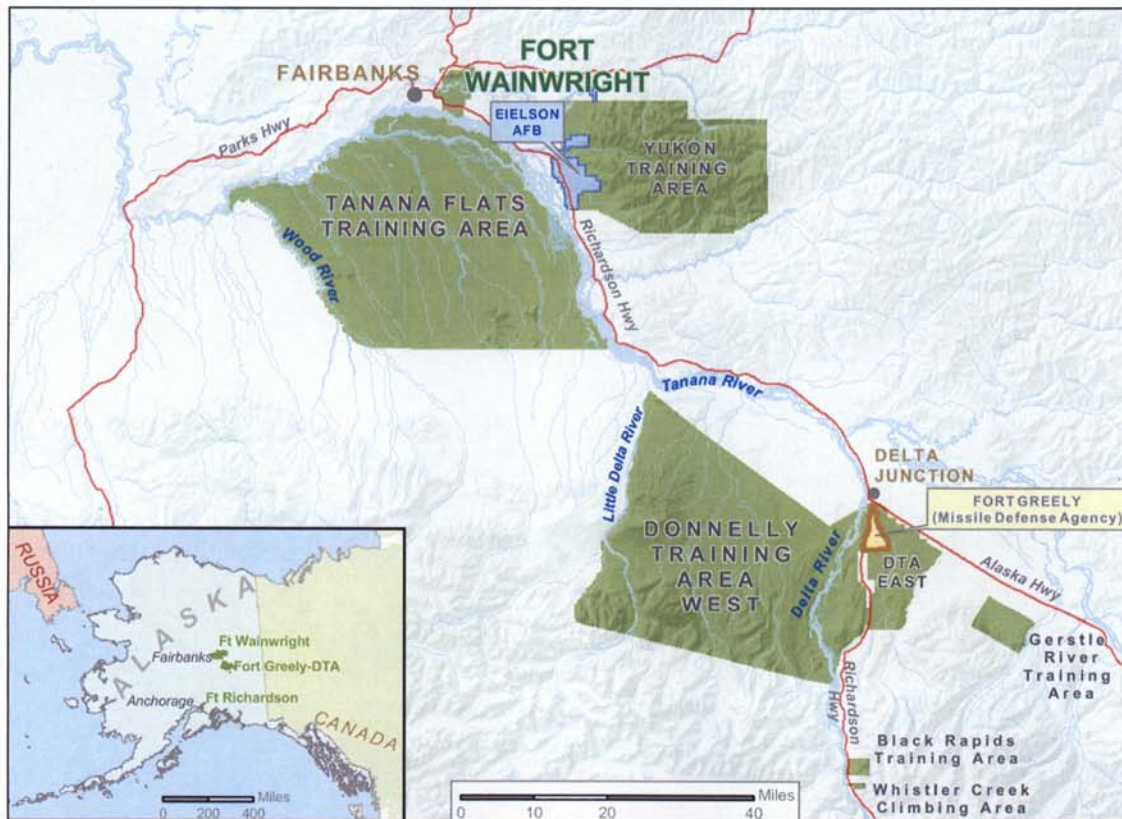 FORT
WAINWRIGHT
FAIRBANKS
EIELSON
AFB
Parks Hwy
YUKON
TRAINING
AREA
TANANA FLATS
TRAINING AREA
Wood River
Richardson Hwy
Tanana River
Little Delta River
DELTA
JUNCTION
FORT GREELY
(Missile Defense Agency)
DONNELLY
TRAINING
AREA
WEST
Delta River
DTA
EAST
Alaska Hwy
Gerstle
River
Training
Area
Richardson
Hwy
Black Rapids
Training Area
Whistler Creek
Climbing Area
RUSSIA
ALASKA
Ft Wainwright
Fairbanks
Fort Greely-DTA
Anchorage
Ft Richardson
CANADA
Miles
0 200 400
Miles
0 10 20 40